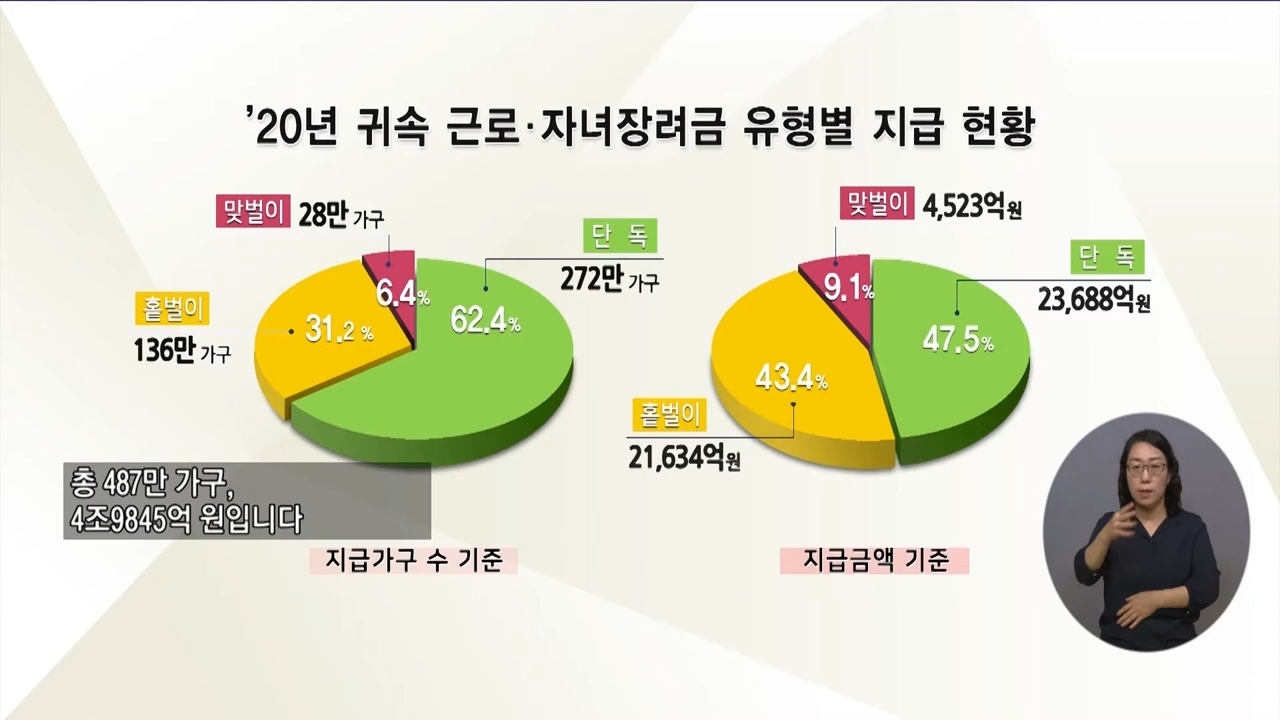 ’20년 귀속 근로·자녀장려금 유형별 지급 현황
맞벌이 28만 가구
단 독
272만 가구
홑벌이
136만 가구
6.4%
31.2 %
62.4%
지급가구 수 기준
맞벌이 4,523억원
단 독
23,688억원
9.1%
47.5%
43.4%
홑벌이
21,634억원
지급금액 기준
총 487만 가구,
4조9845억 원입니다